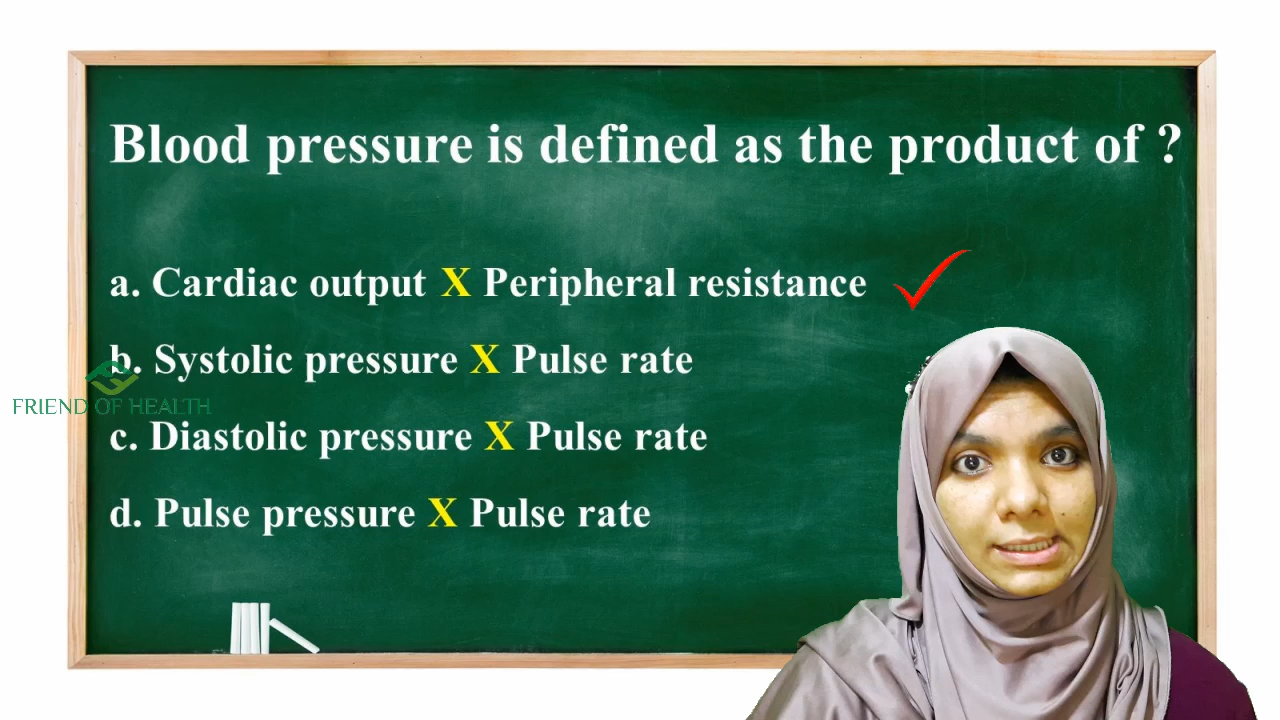 Blood pressure is defined as the product of ?
a. Cardiac output X Peripheral resistance
b. Systolic pressure X Pulse rate
FRIEND OF HEALTH
c. Diastolic pressure X Pulse rate
d. Pulse pressure X Pulse rate